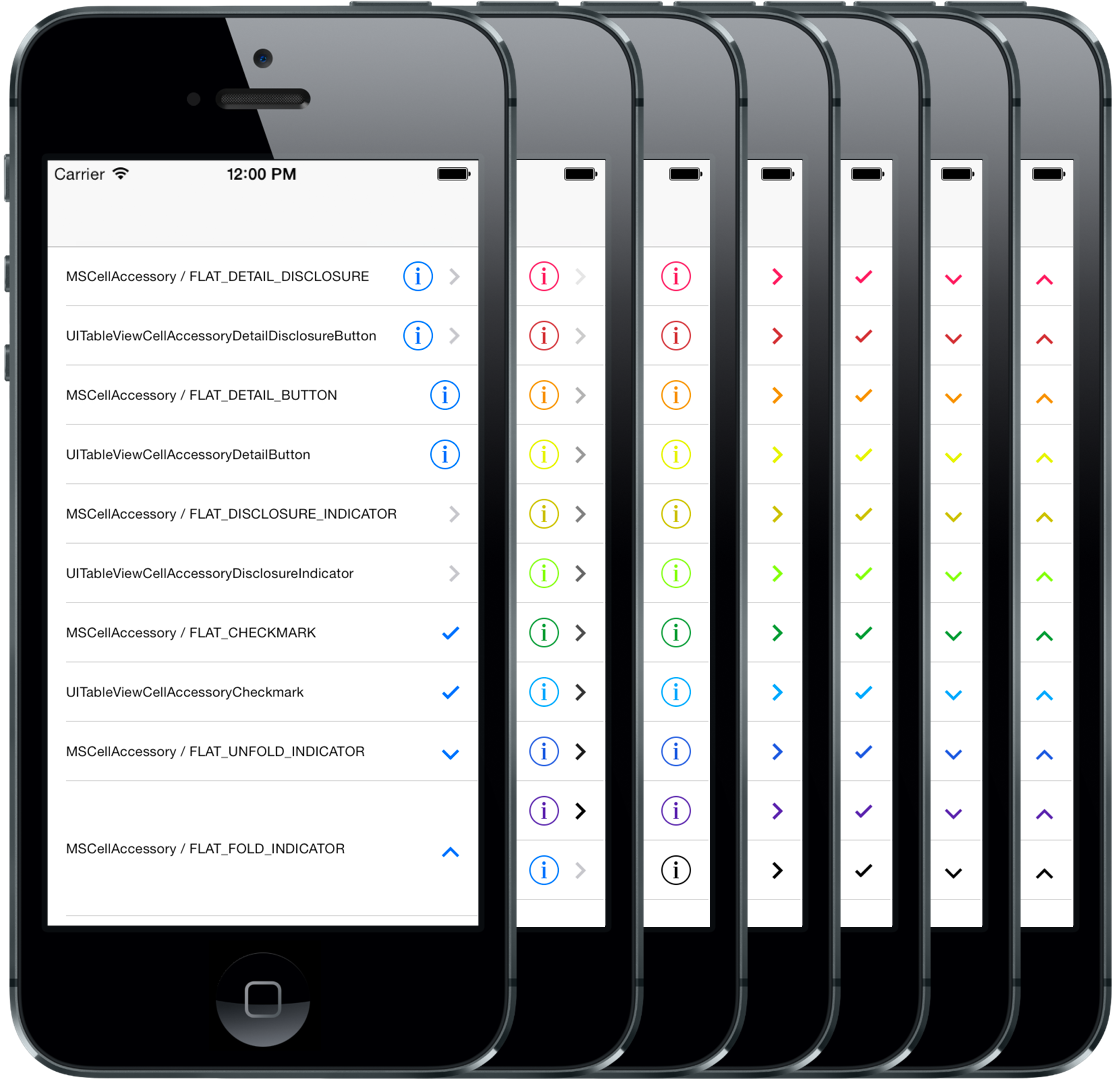 Carrier 12:00 PM
MSCellAccessory / FLAT_DETAIL_DISCLOSURE
UITableViewCellAccessoryDetailDisclosureButton
MSCellAccessory / FLAT_DETAIL_BUTTON
UITableViewCellAccessoryDetailButton
MSCellAccessory / FLAT_DISCLOSURE_INDICATOR
UITableViewCellAccessoryDisclosureIndicator
MSCellAccessory / FLAT_CHECKMARK
UITableViewCellAccessoryCheckmark
MSCellAccessory / FLAT_UNFOLD_INDICATOR
MSCellAccessory / FLAT_FOLD_INDICATOR